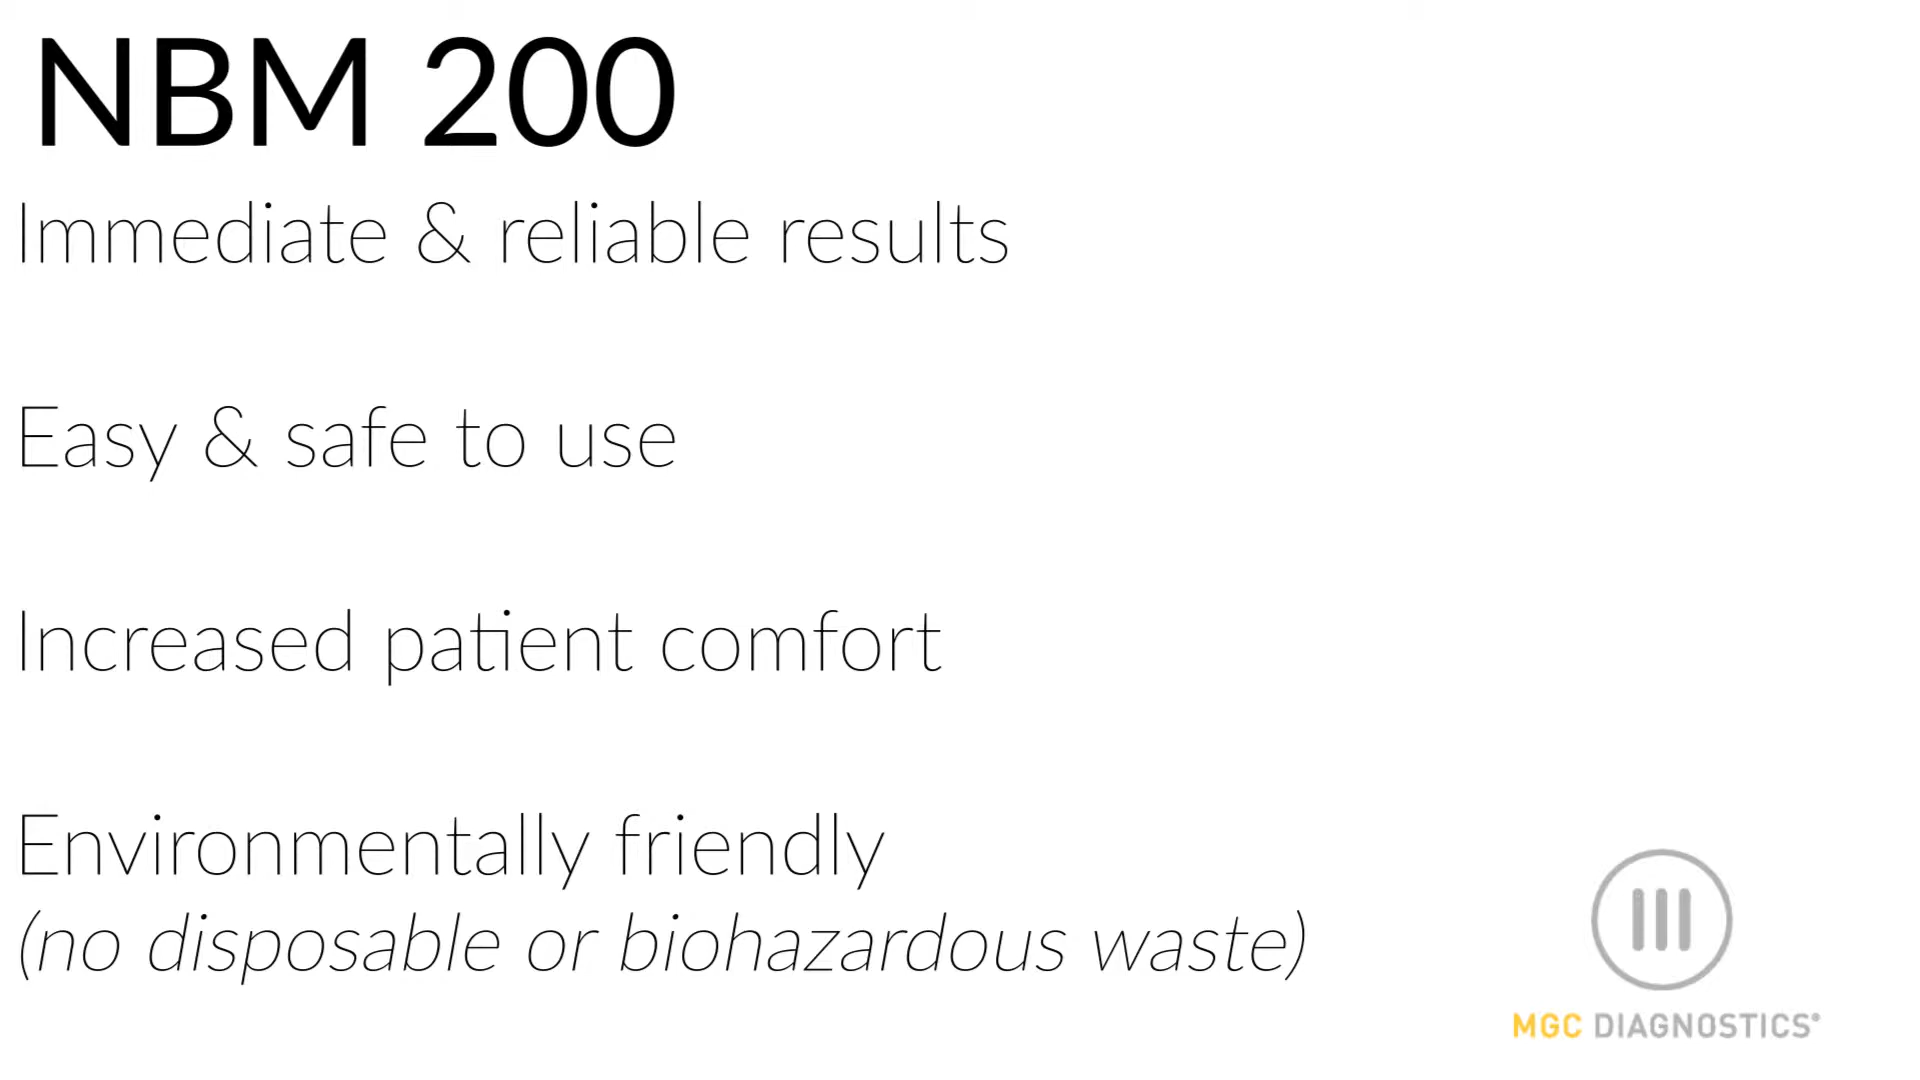 NBM 200
Immediate & reliable results
Easy & safe to use
Increased patient comfort
Environmentally friendly
(no disposable or biohazardous waste)
MGC DIAGNOSTICS®